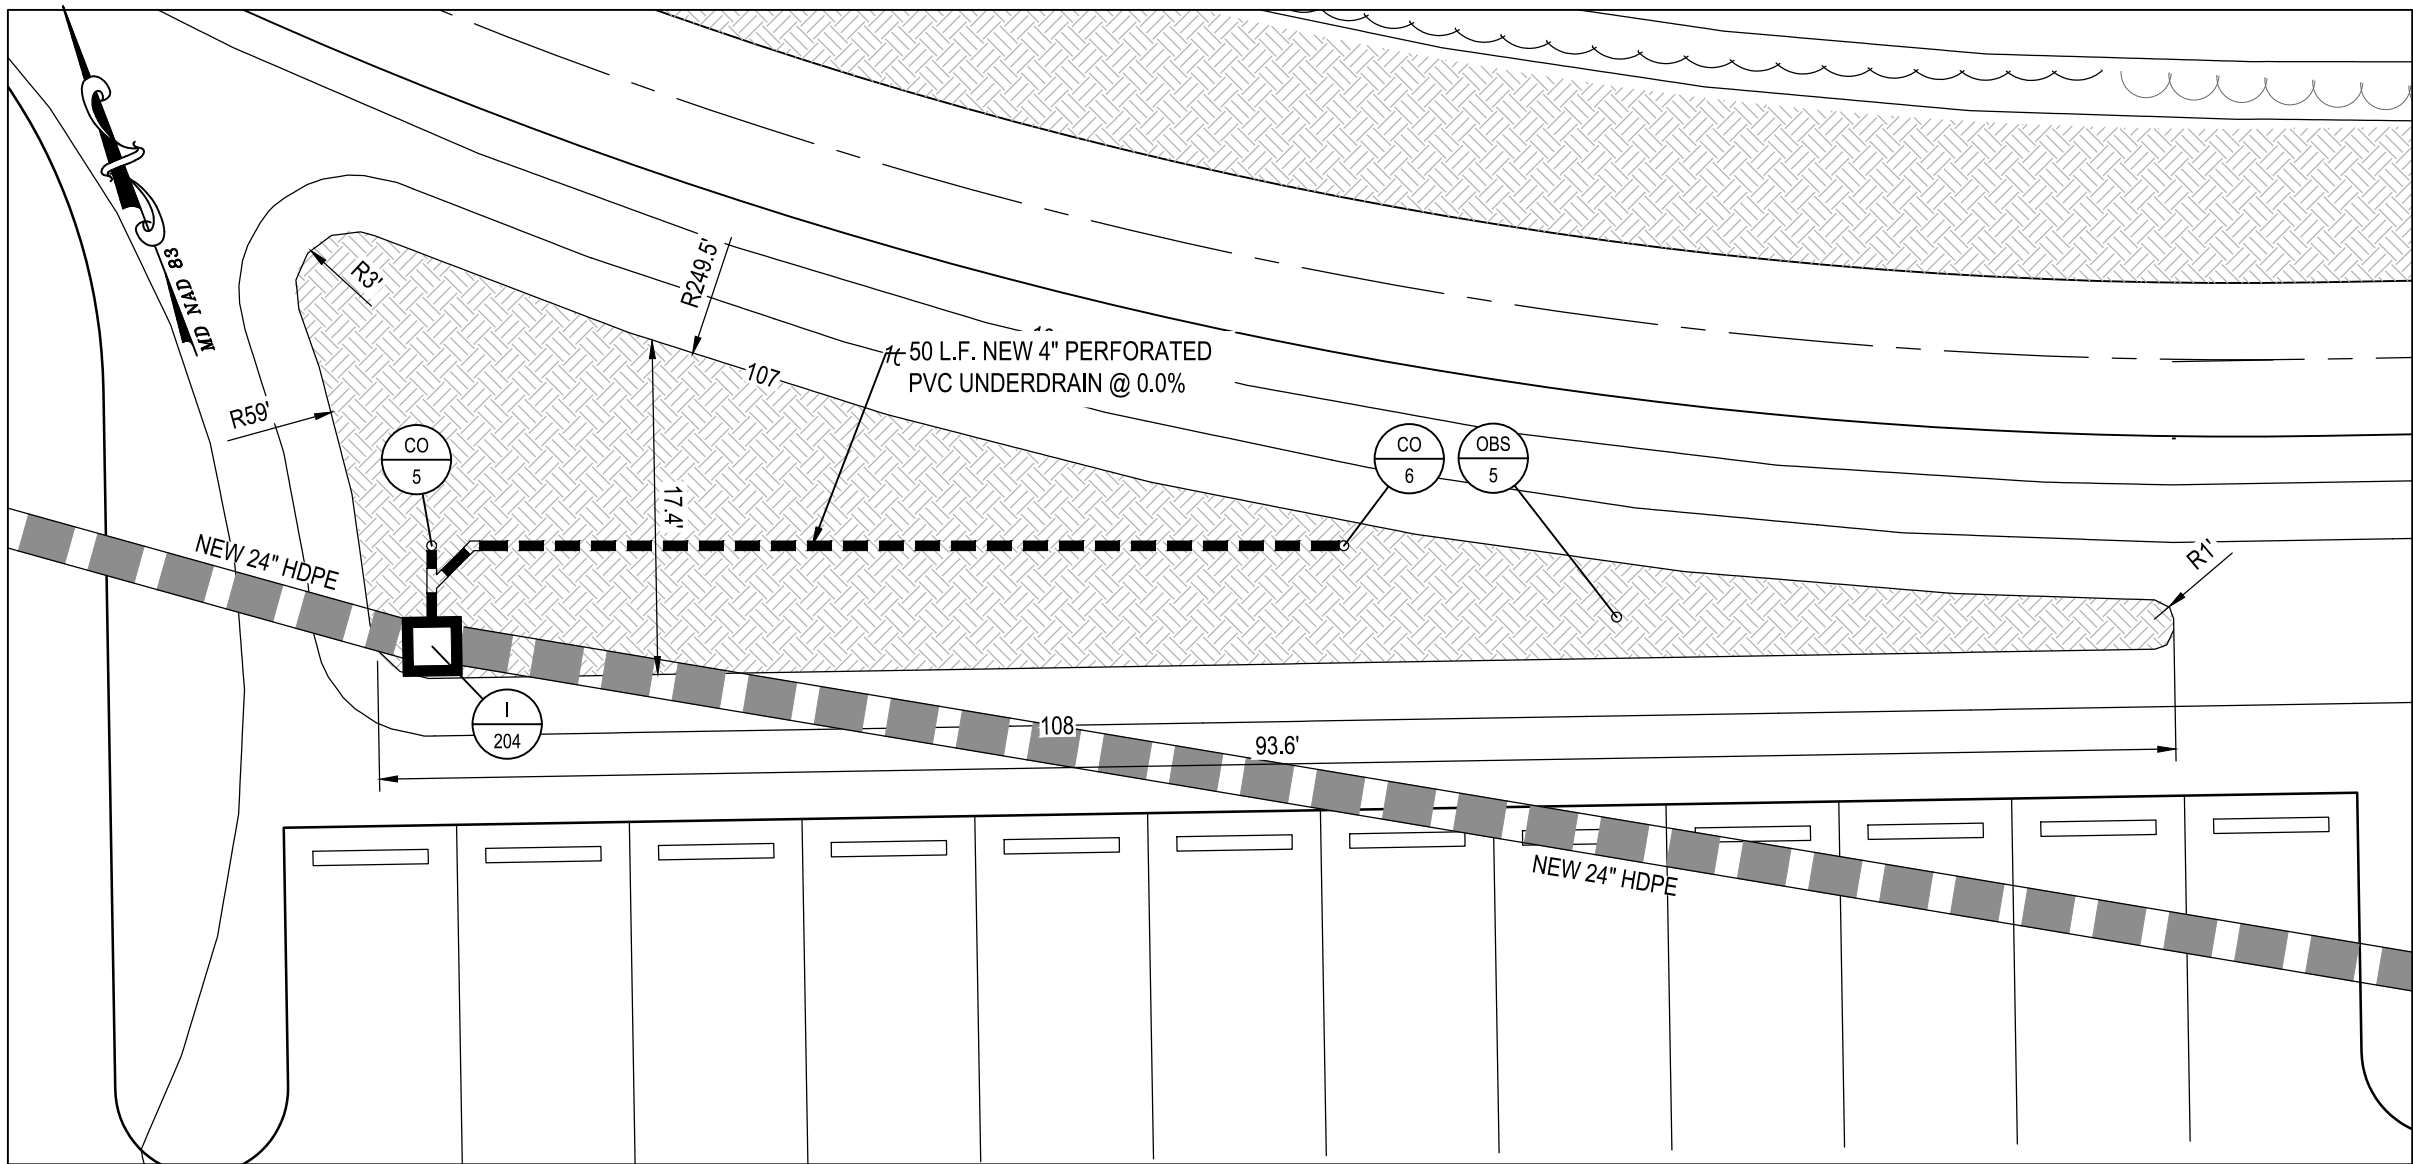 MD NAD 83
R3'
R249.5'
50 L.F. NEW 4" PERFORATED
PVC UNDERDRAIN @ 0.0%
107
R59'
CO
5
17.4'
CO
6
OBS
5
NEW 24" HDPE
R1'
I
204
108
93.6'
NEW 24" HDPE